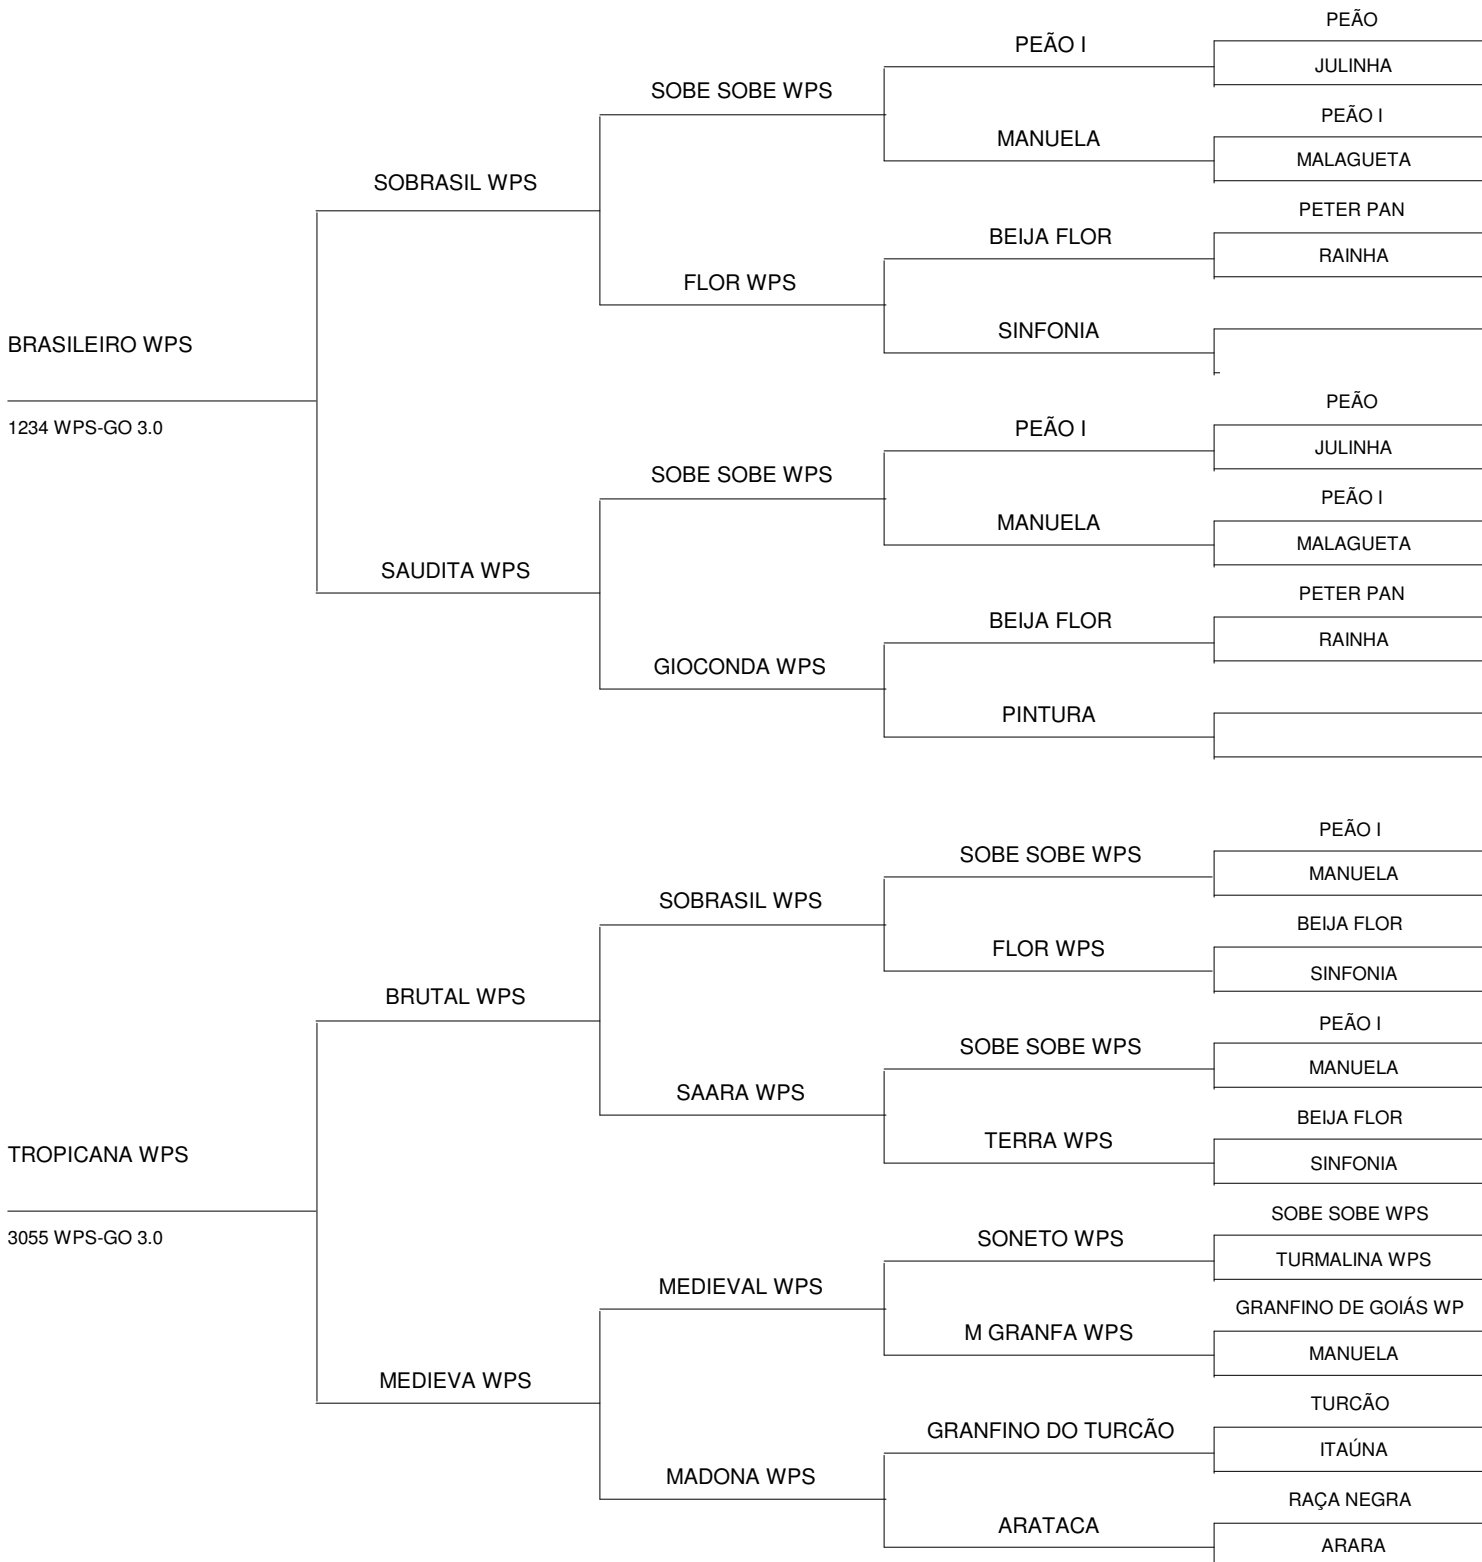 PEÃO
PEÃO I
JULINHA
SOBE SOBE WPS
PEÃO I
MANUELA
MALAGUETA
SOBRASIL WPS
PETER PAN
BEIJA FLOR
RAINHA
FLOR WPS
SINFONIA
BRASILEIRO WPS
PEÃO
1234 WPS-GO 3.0
PEÃO I
JULINHA
SOBE SOBE WPS
PEÃO I
MANUELA
MALAGUETA
SAUDITA WPS
PETER PAN
BEIJA FLOR
RAINHA
GIOCONDA WPS
PINTURA
PEÃO I
SOBE SOBE WPS
MANUELA
SOBRASIL WPS
BEIJA FLOR
FLOR WPS
SINFONIA
BRUTAL WPS
PEÃO I
SOBE SOBE WPS
MANUELA
SAARA WPS
BEIJA FLOR
TERRA WPS
SINFONIA
TROPICANA WPS
SOBE SOBE WPS
3055 WPS-GO 3.0
SONETO WPS
TURMALINA WPS
MEDIEVAL WPS
GRANFINO DE GOIÁS WP
M GRANFA WPS
MANUELA
MEDIEVA WPS
TURCÃO
GRANFINO DO TURCÃO
ITAÚNA
MADONA WPS
RAÇA NEGRA
ARATACA
ARARA